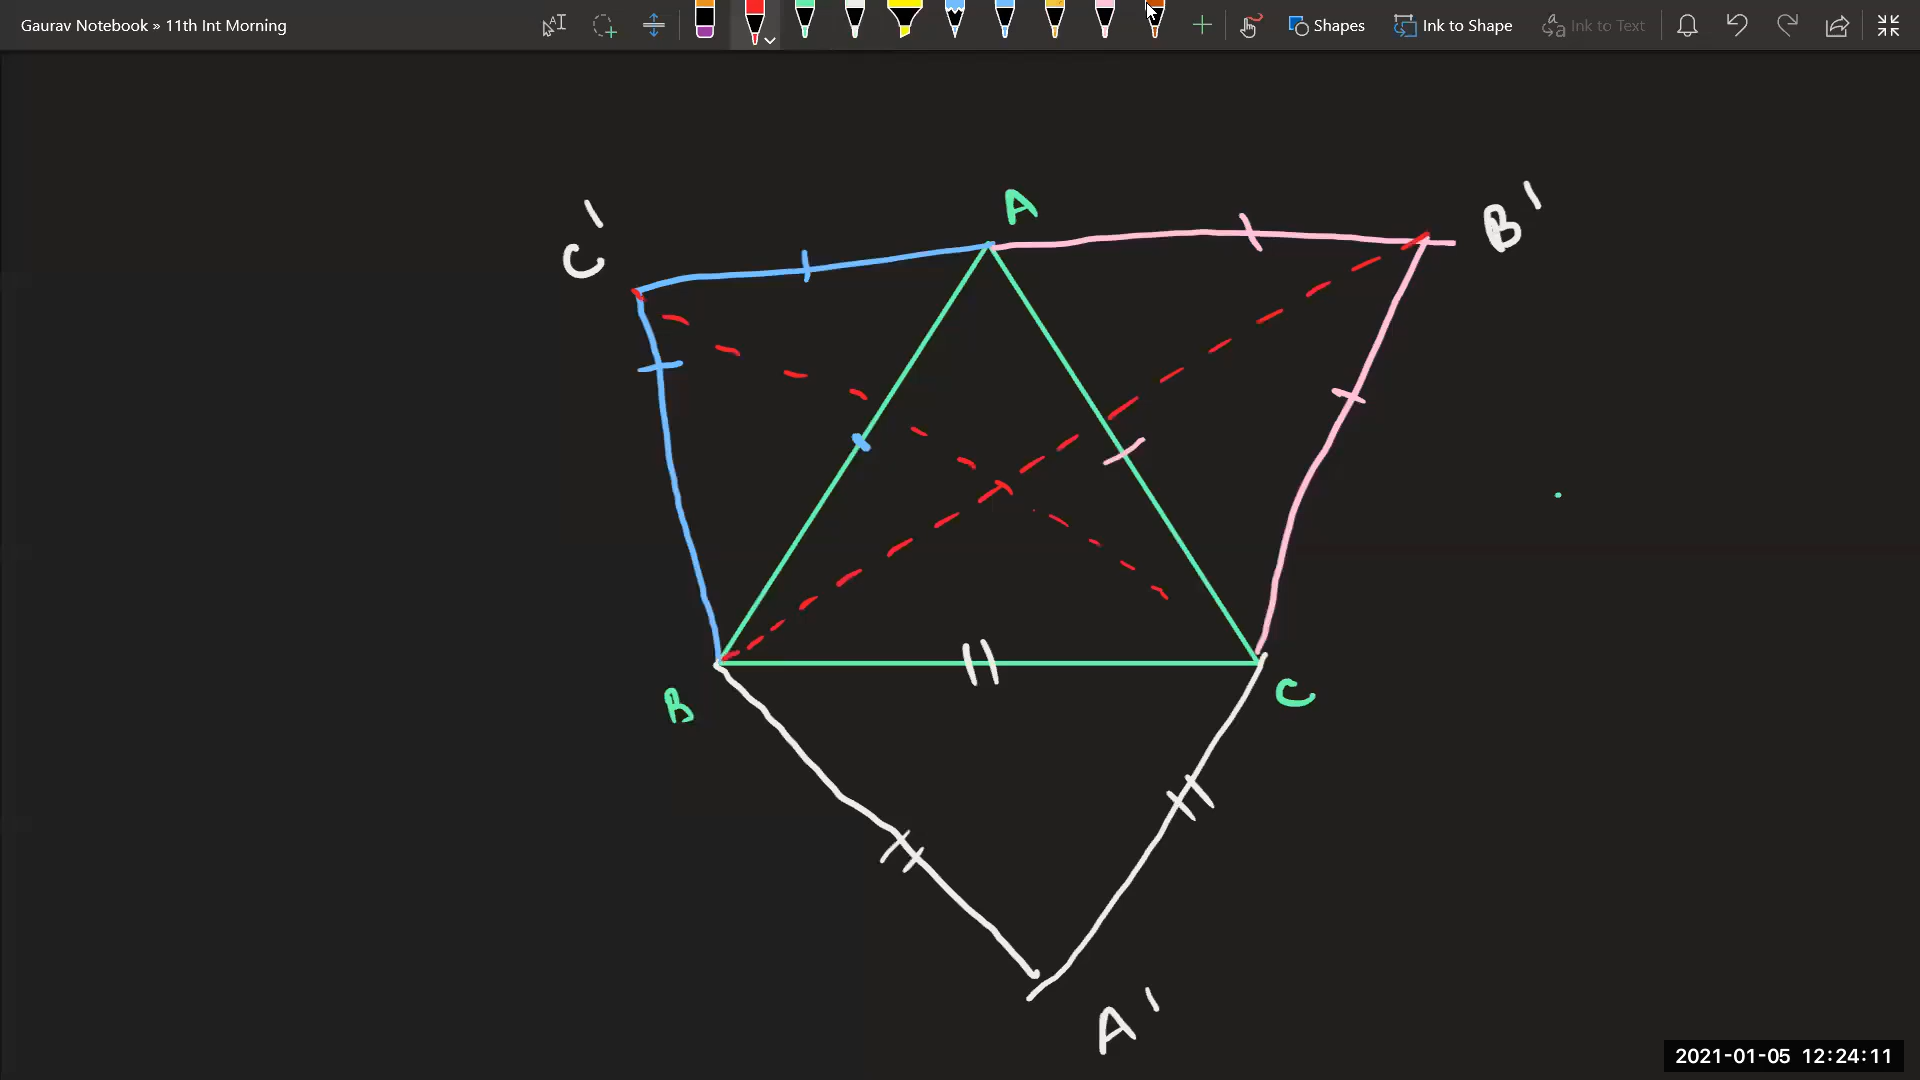 Gaurav Notebook » 11th Int Morning
Shapes
Ink to Shape
Ink to Text
A
B'
C'
B
C
A'
2021-01-05 12:24:11